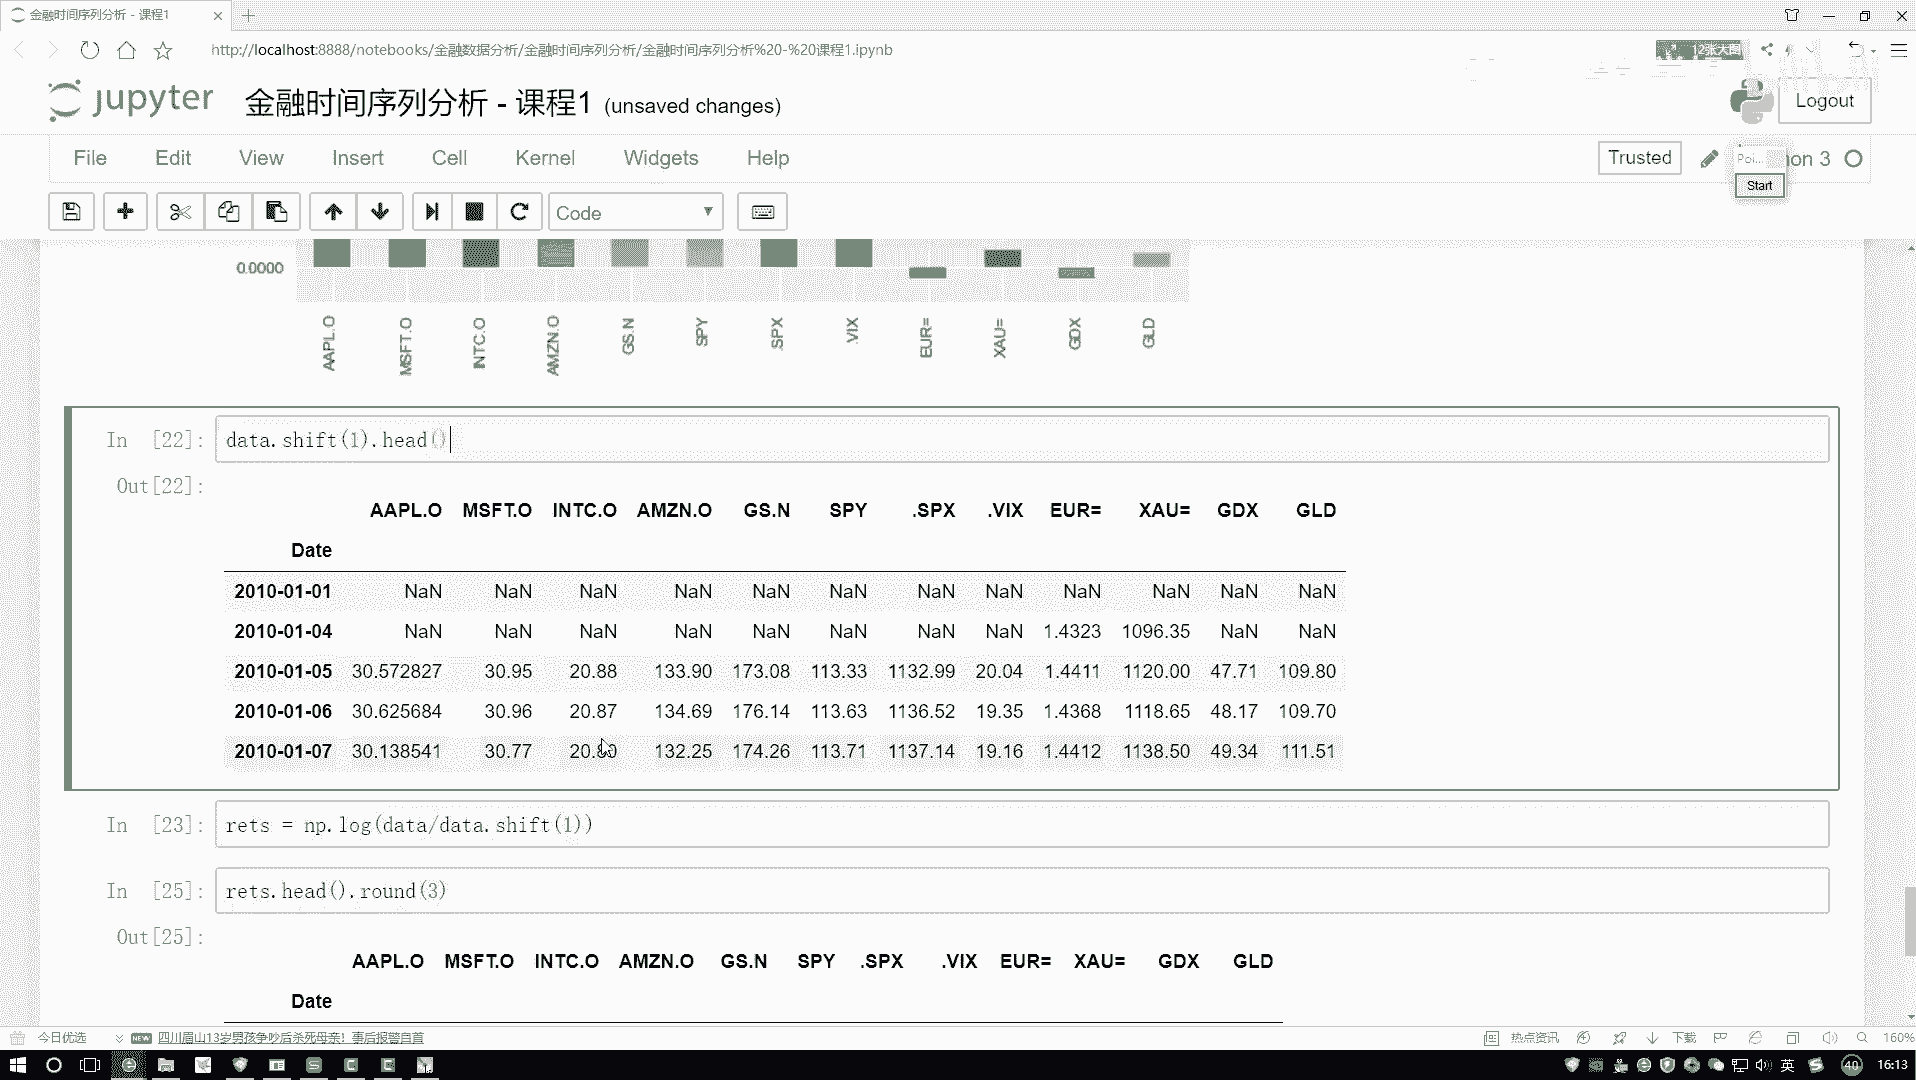 金融时间序列分析 - 课程1
http://localhost:8888/notebooks/金融数据分析/金融时间序列分析/金融时间序列分析%20-%20课程1.ipynb
12张大图
jupyter 金融时间序列分析 - 课程1 (unsaved changes)
Logout
File Edit View Insert Cell Kernel Widgets Help
Trusted
Poi... on 3
Start
Code
0.0000
AAPL.O MSFT.O INTC.O AMZN.O GS.N SPY .SPX .VIX EUR= XAU= GDX GLD
In [22]: data.shift(1).head()
Out[22]:
AAPL.O MSFT.O INTC.O AMZN.O GS.N SPY .SPX .VIX EUR= XAU= GDX GLD
Date
2010-01-01 NaN NaN NaN NaN NaN NaN NaN NaN NaN NaN NaN NaN
2010-01-04 NaN NaN NaN NaN NaN NaN NaN NaN 1.4323 1096.35 NaN NaN
2010-01-05 30.572827 30.95 20.88 133.90 173.08 113.33 1132.99 20.04 1.4411 1120.00 47.71 109.80
2010-01-06 30.625684 30.96 20.87 134.69 176.14 113.63 1136.52 19.35 1.4368 1118.65 48.17 109.70
2010-01-07 30.138541 30.77 20.80 132.25 174.26 113.71 1137.14 19.16 1.4412 1138.50 49.34 111.51
In [23]: rets = np.log(data/data.shift(1))
In [25]: rets.head().round(3)
Out[25]:
AAPL.O MSFT.O INTC.O AMZN.O GS.N SPY .SPX .VIX EUR= XAU= GDX GLD
Date
今日优选 NEW 四川眉山13岁男孩争吵后杀死母亲！事后报警自首
热点资讯 下载 160%
英 40 16:13